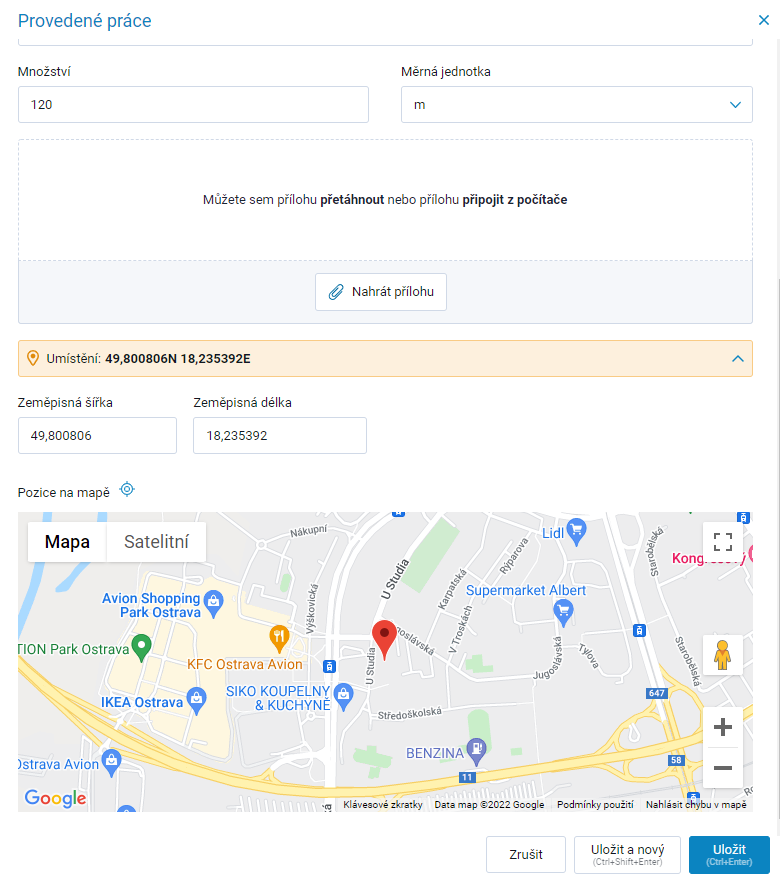 Provedené práce
Množství
Měrná jednotka
120
m
Můžete sem přílohu přetáhnout nebo přílohu připojit z počítače
Nahrát přílohu
Umístění: 49,800806N 18,235392E
Zeměpisná šířka
Zeměpisná délka
49,800806
18,235392
Pozice na mapě
Mapa
Satelitní
Nákupní
Lidl
U Studia
Rýparova
Starobělská
Kongresový
Karpatská
Supermarket Albert
Avion Shopping
Park Ostrava
Výškovická
V Troskách
goslávská
TION Park Ostrava
KFC Ostrava Avion
U Studia
Jugoslávská
Tylova
Starobělská
IKEA Ostrava
SIKO KOUPELNY
& KUCHYNĚ
Středoškolská
647
BENZINA
58
Ostrava Avion
11
Google
Klávesové zkratky
Data map ©2022 Google
Podmínky použití
Nahlásit chybu v mapě
Zrušit
Uložit a nový
(Ctrl+Shift+Enter)
Uložit
(Ctrl+Enter)